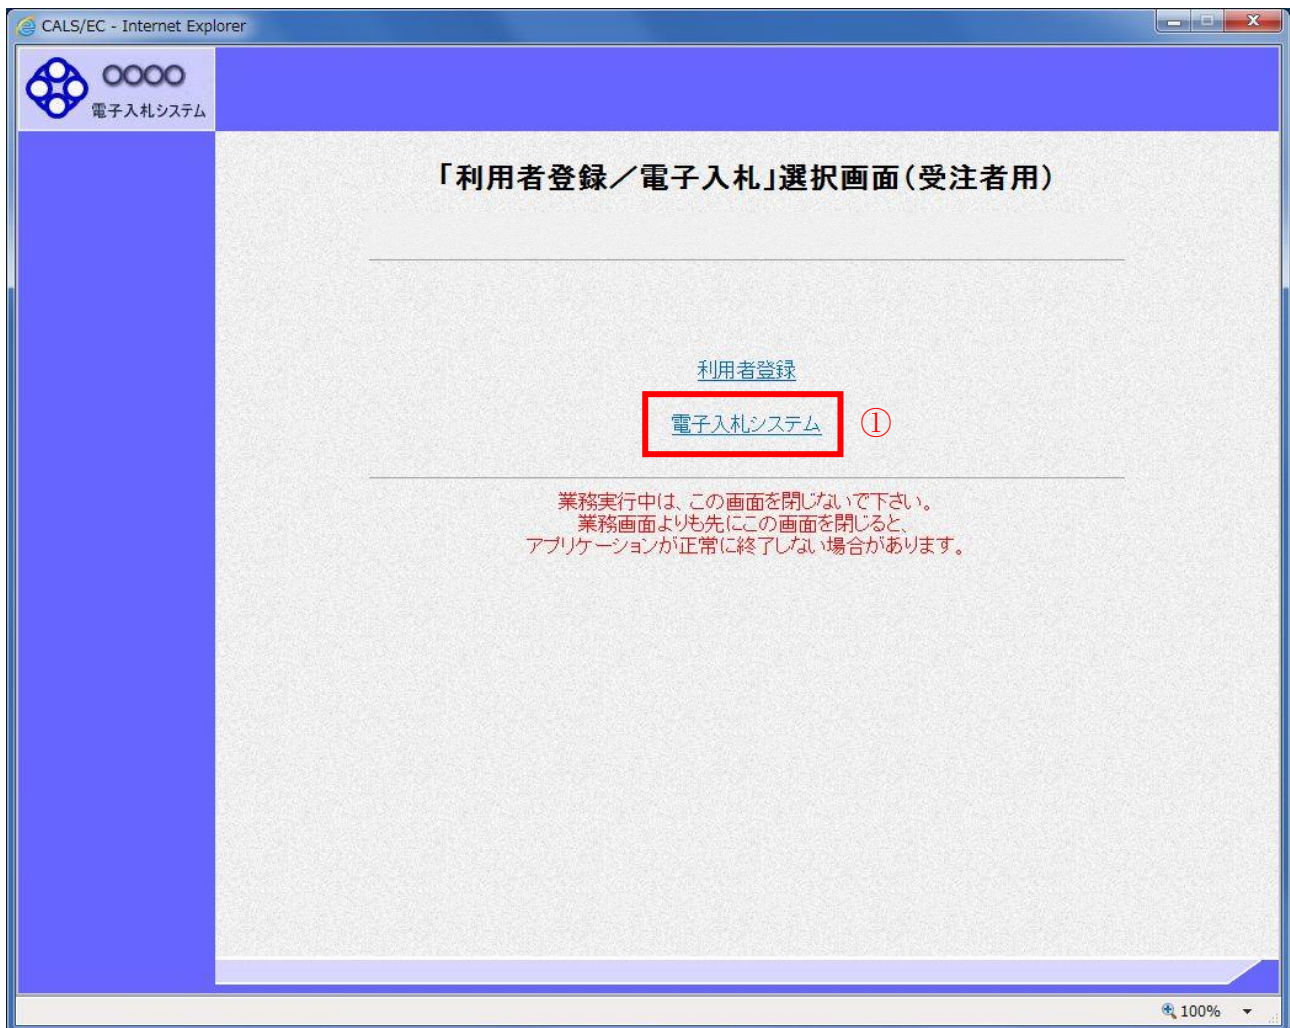 CALS/EC - Internet Explorer
○○○○
電子入札システム
「利用者登録／電子入札」選択画面（受注者用）
利用者登録
電子入札システム ①
業務実行中は、この画面を閉じないで下さい。
業務画面よりも先にこの画面を閉じると、
アプリケーションが正常に終了しない場合があります。
100%